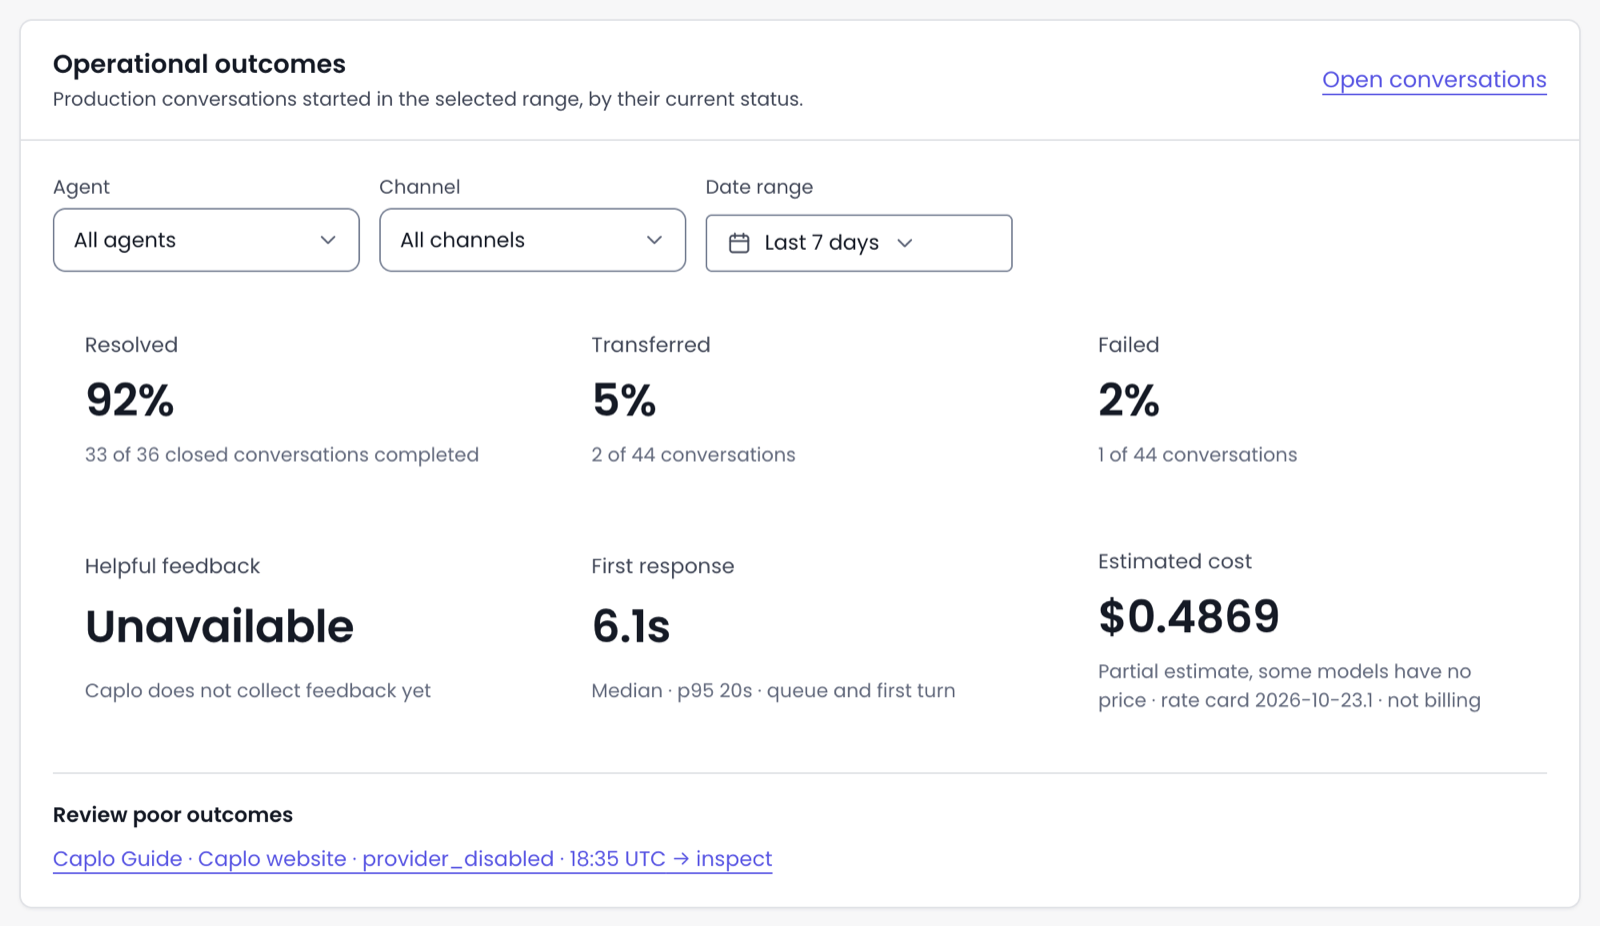 Operational outcomes
Production conversations started in the selected range, by their current status.
Open conversations
Agent
All agents
Channel
All channels
Date range
Last 7 days
Resolved
92%
33 of 36 closed conversations completed
Transferred
5%
2 of 44 conversations
Failed
2%
1 of 44 conversations
Helpful feedback
Unavailable
Caplo does not collect feedback yet
First response
6.1s
Median · p95 20s · queue and first turn
Estimated cost
$0.4869
Partial estimate, some models have no
price · rate card 2026-10-23.1 · not billing
Review poor outcomes
Caplo Guide · Caplo website · provider_disabled · 18:35 UTC → inspect